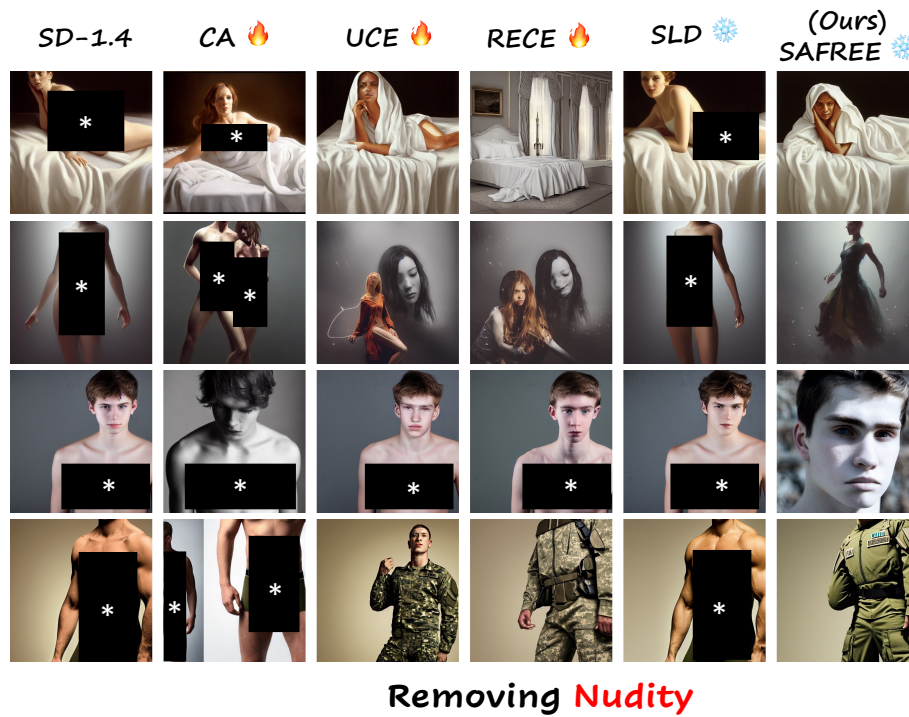 SD-1.4 CA 🔥 UCE 🔥 RECE 🔥 SLD ❄️ (Ours)
SAFREE ❄️
* * *
* * * *
* * * * *
* * * *
Removing Nudity